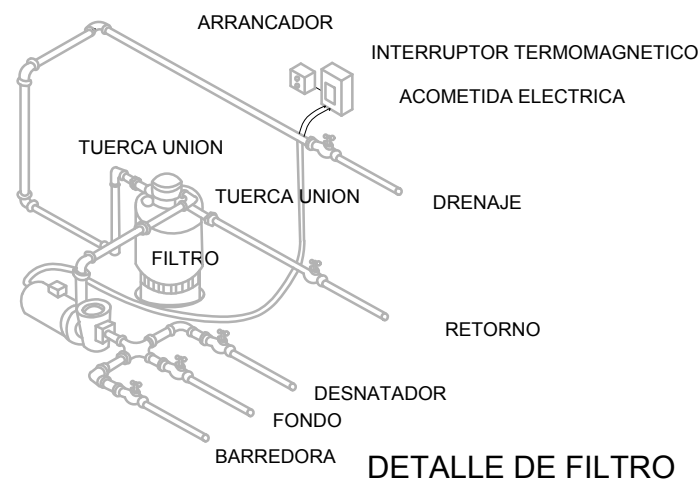 ARRANCADOR
INTERRUPTOR TERMOMAGNETICO
ACOMETIDA ELECTRICA
TUERCA UNION
TUERCA UNION
DRENAJE
FILTRO
RETORNO
DESNATADOR
FONDO
BARREDORA
DETALLE DE FILTRO